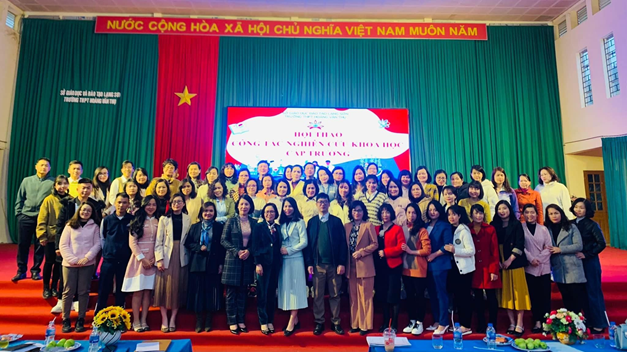 NƯỚC CỘNG HÒA XÃ HỘI CHỦ NGHĨA VIỆT NAM MUÔN NĂM
SỞ GIÁO DỤC VÀ ĐÀO TẠO LẠNG SƠN
TRƯỜNG THPT HOÀNG VĂN THỤ
HỘI THẢO
CÔNG TÁC NGHIÊN CỨU KHOA HỌC
CẤP TRƯỜNG